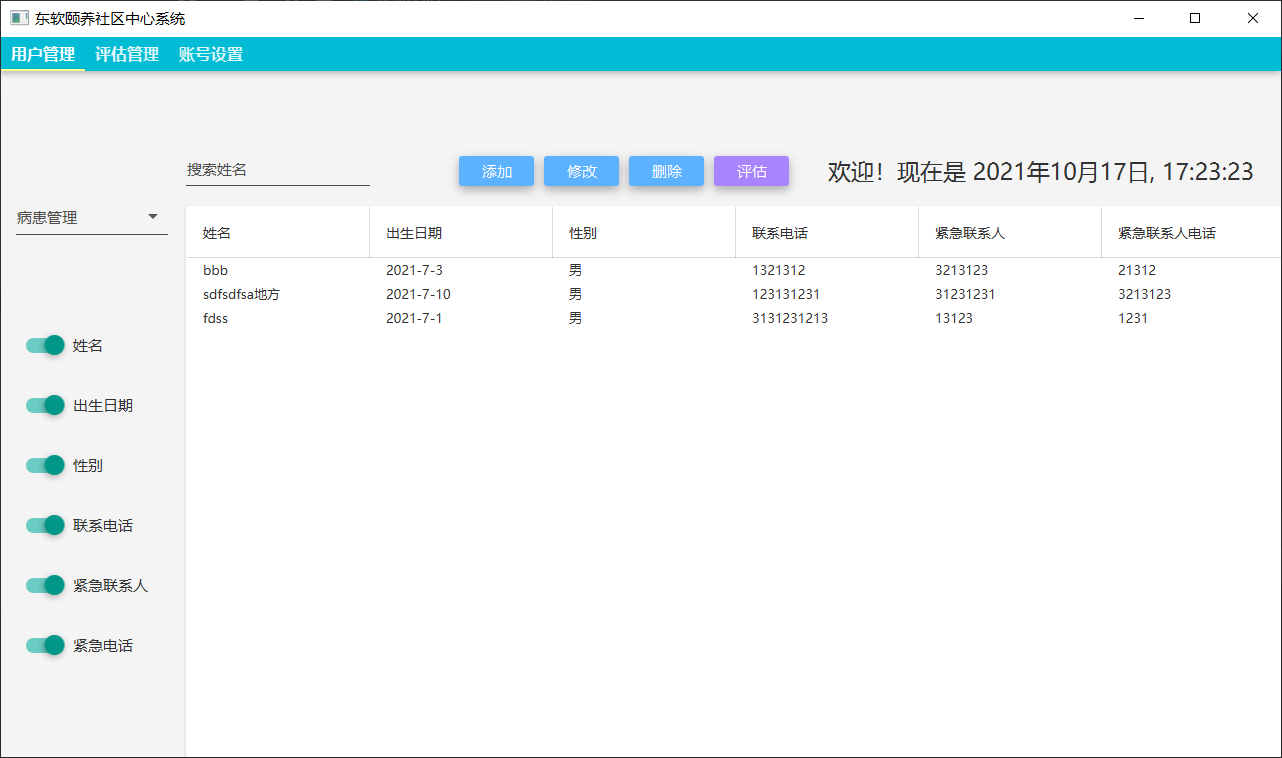 东软颐养社区中心系统
用户管理 评估管理 账号设置
搜索姓名 添加 修改 删除 评估 欢迎！现在是 2021年10月17日, 17:23:23
病患管理
姓名 出生日期 性别 联系电话 紧急联系人 紧急联系人电话
bbb 2021-7-3 男 1321312 3213123 21312
sdfsdfsa地方 2021-7-10 男 123131231 31231231 3213123
fdss 2021-7-1 男 3131231213 13123 1231
姓名
出生日期
性别
联系电话
紧急联系人
紧急电话